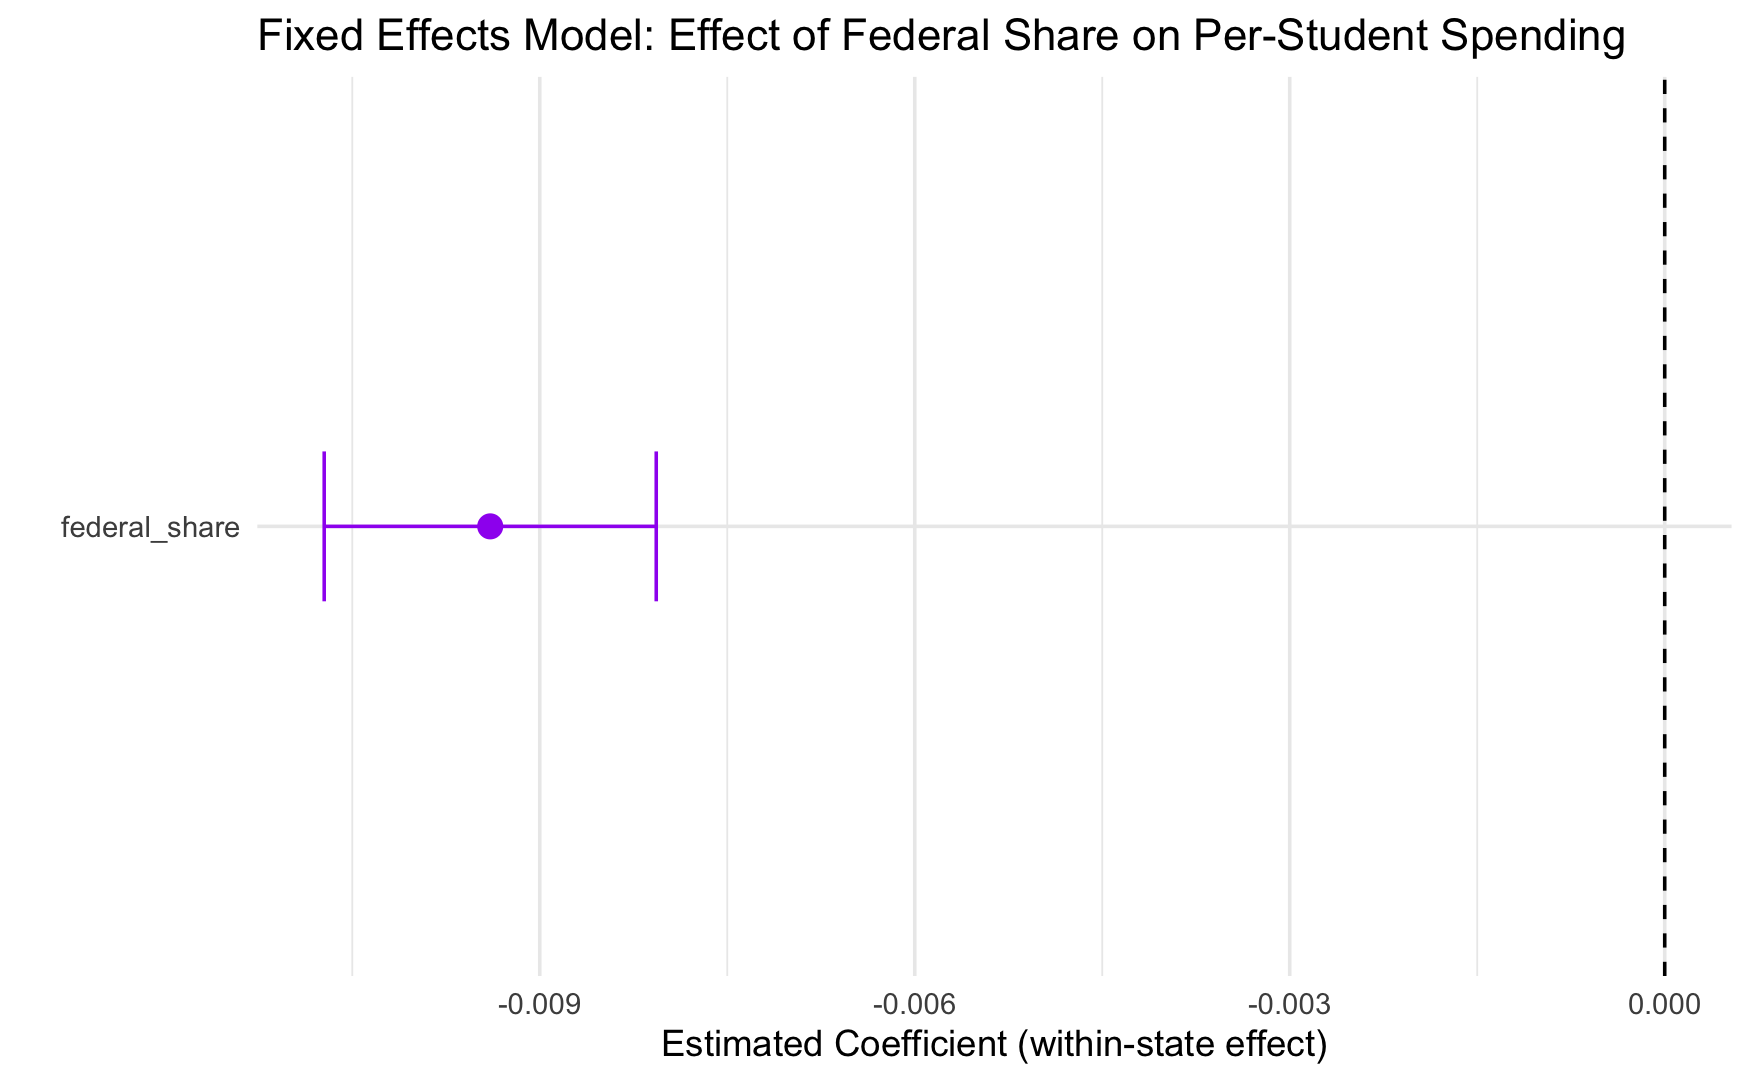 Fixed Effects Model: Effect of Federal Share on Per-Student Spending
federal_share
-0.009 -0.006 -0.003 0.000
Estimated Coefficient (within-state effect)